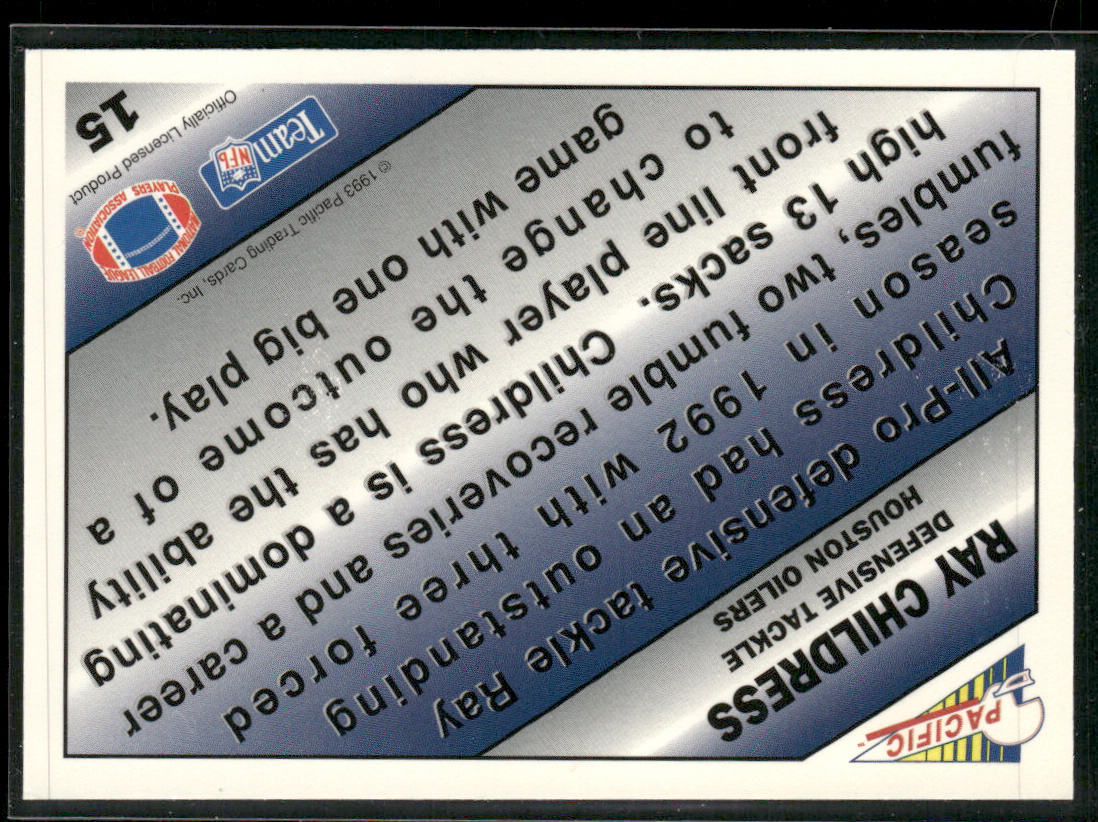 PACIFIC™
RAY CHILDRESS
DEFENSIVE TACKLE
HOUSTON OILERS
All-Pro defensive tackle Ray
Childress had an outstanding
season in 1992 with three forced
fumbles, two fumble recoveries and a career
high 13 sacks. Childress is a dominating
front line player who has the ability
to change the outcome of a
game with one big play.
© 1993 Pacific Trading Cards, Inc.
NATIONAL FOOTBALL LEAGUE
PLAYERS ASSOCIATION
©
Team NFL
Officially Licensed Product
15